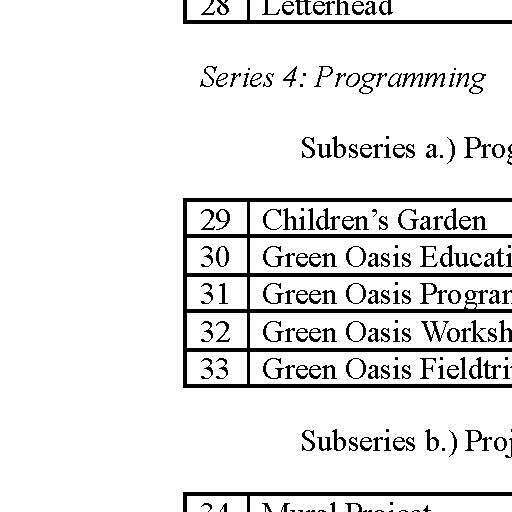 28 Letterhead
Series 4: Programming
Subseries a.) Prog
29 Children’s Garden
30 Green Oasis Educati
31 Green Oasis Program
32 Green Oasis Worksh
33 Green Oasis Fieldtri
Subseries b.) Proj
34 Mural Project